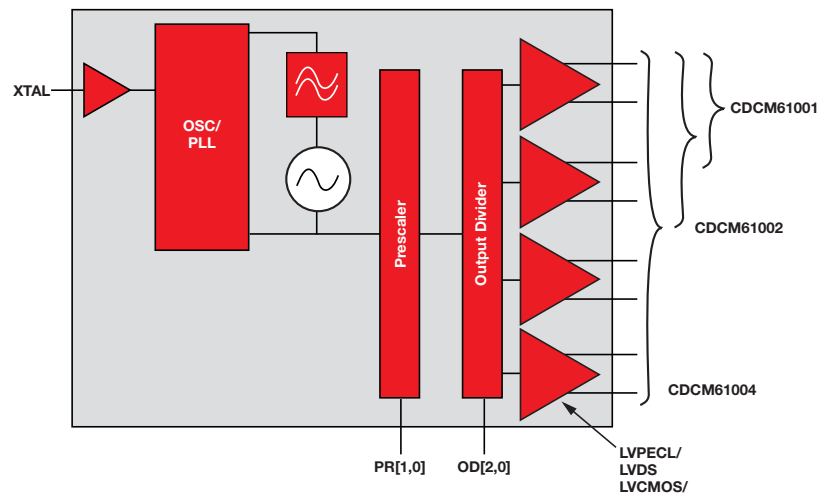 XTAL
OSC/
PLL
Prescaler
Output Divider
CDCM61001
CDCM61002
CDCM61004
PR[1,0]
OD[2,0]
LVPECL/
LVDS
LVCMOS/